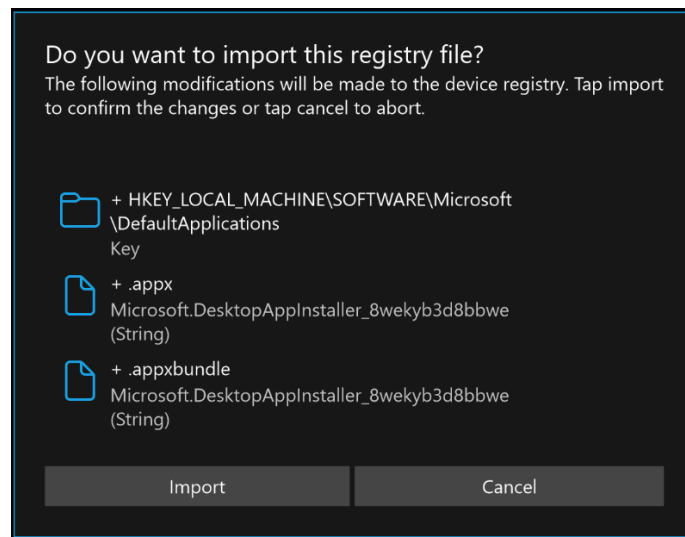 Do you want to import this registry file?
The following modifications will be made to the device registry. Tap import
to confirm the changes or tap cancel to abort.
+ HKEY_LOCAL_MACHINE\SOFTWARE\Microsoft
\DefaultApplications
Key
+ .appx
Microsoft.DesktopAppInstaller_8wekyb3d8bbwe
(String)
+ .appxbundle
Microsoft.DesktopAppInstaller_8wekyb3d8bbwe
(String)
Import
Cancel